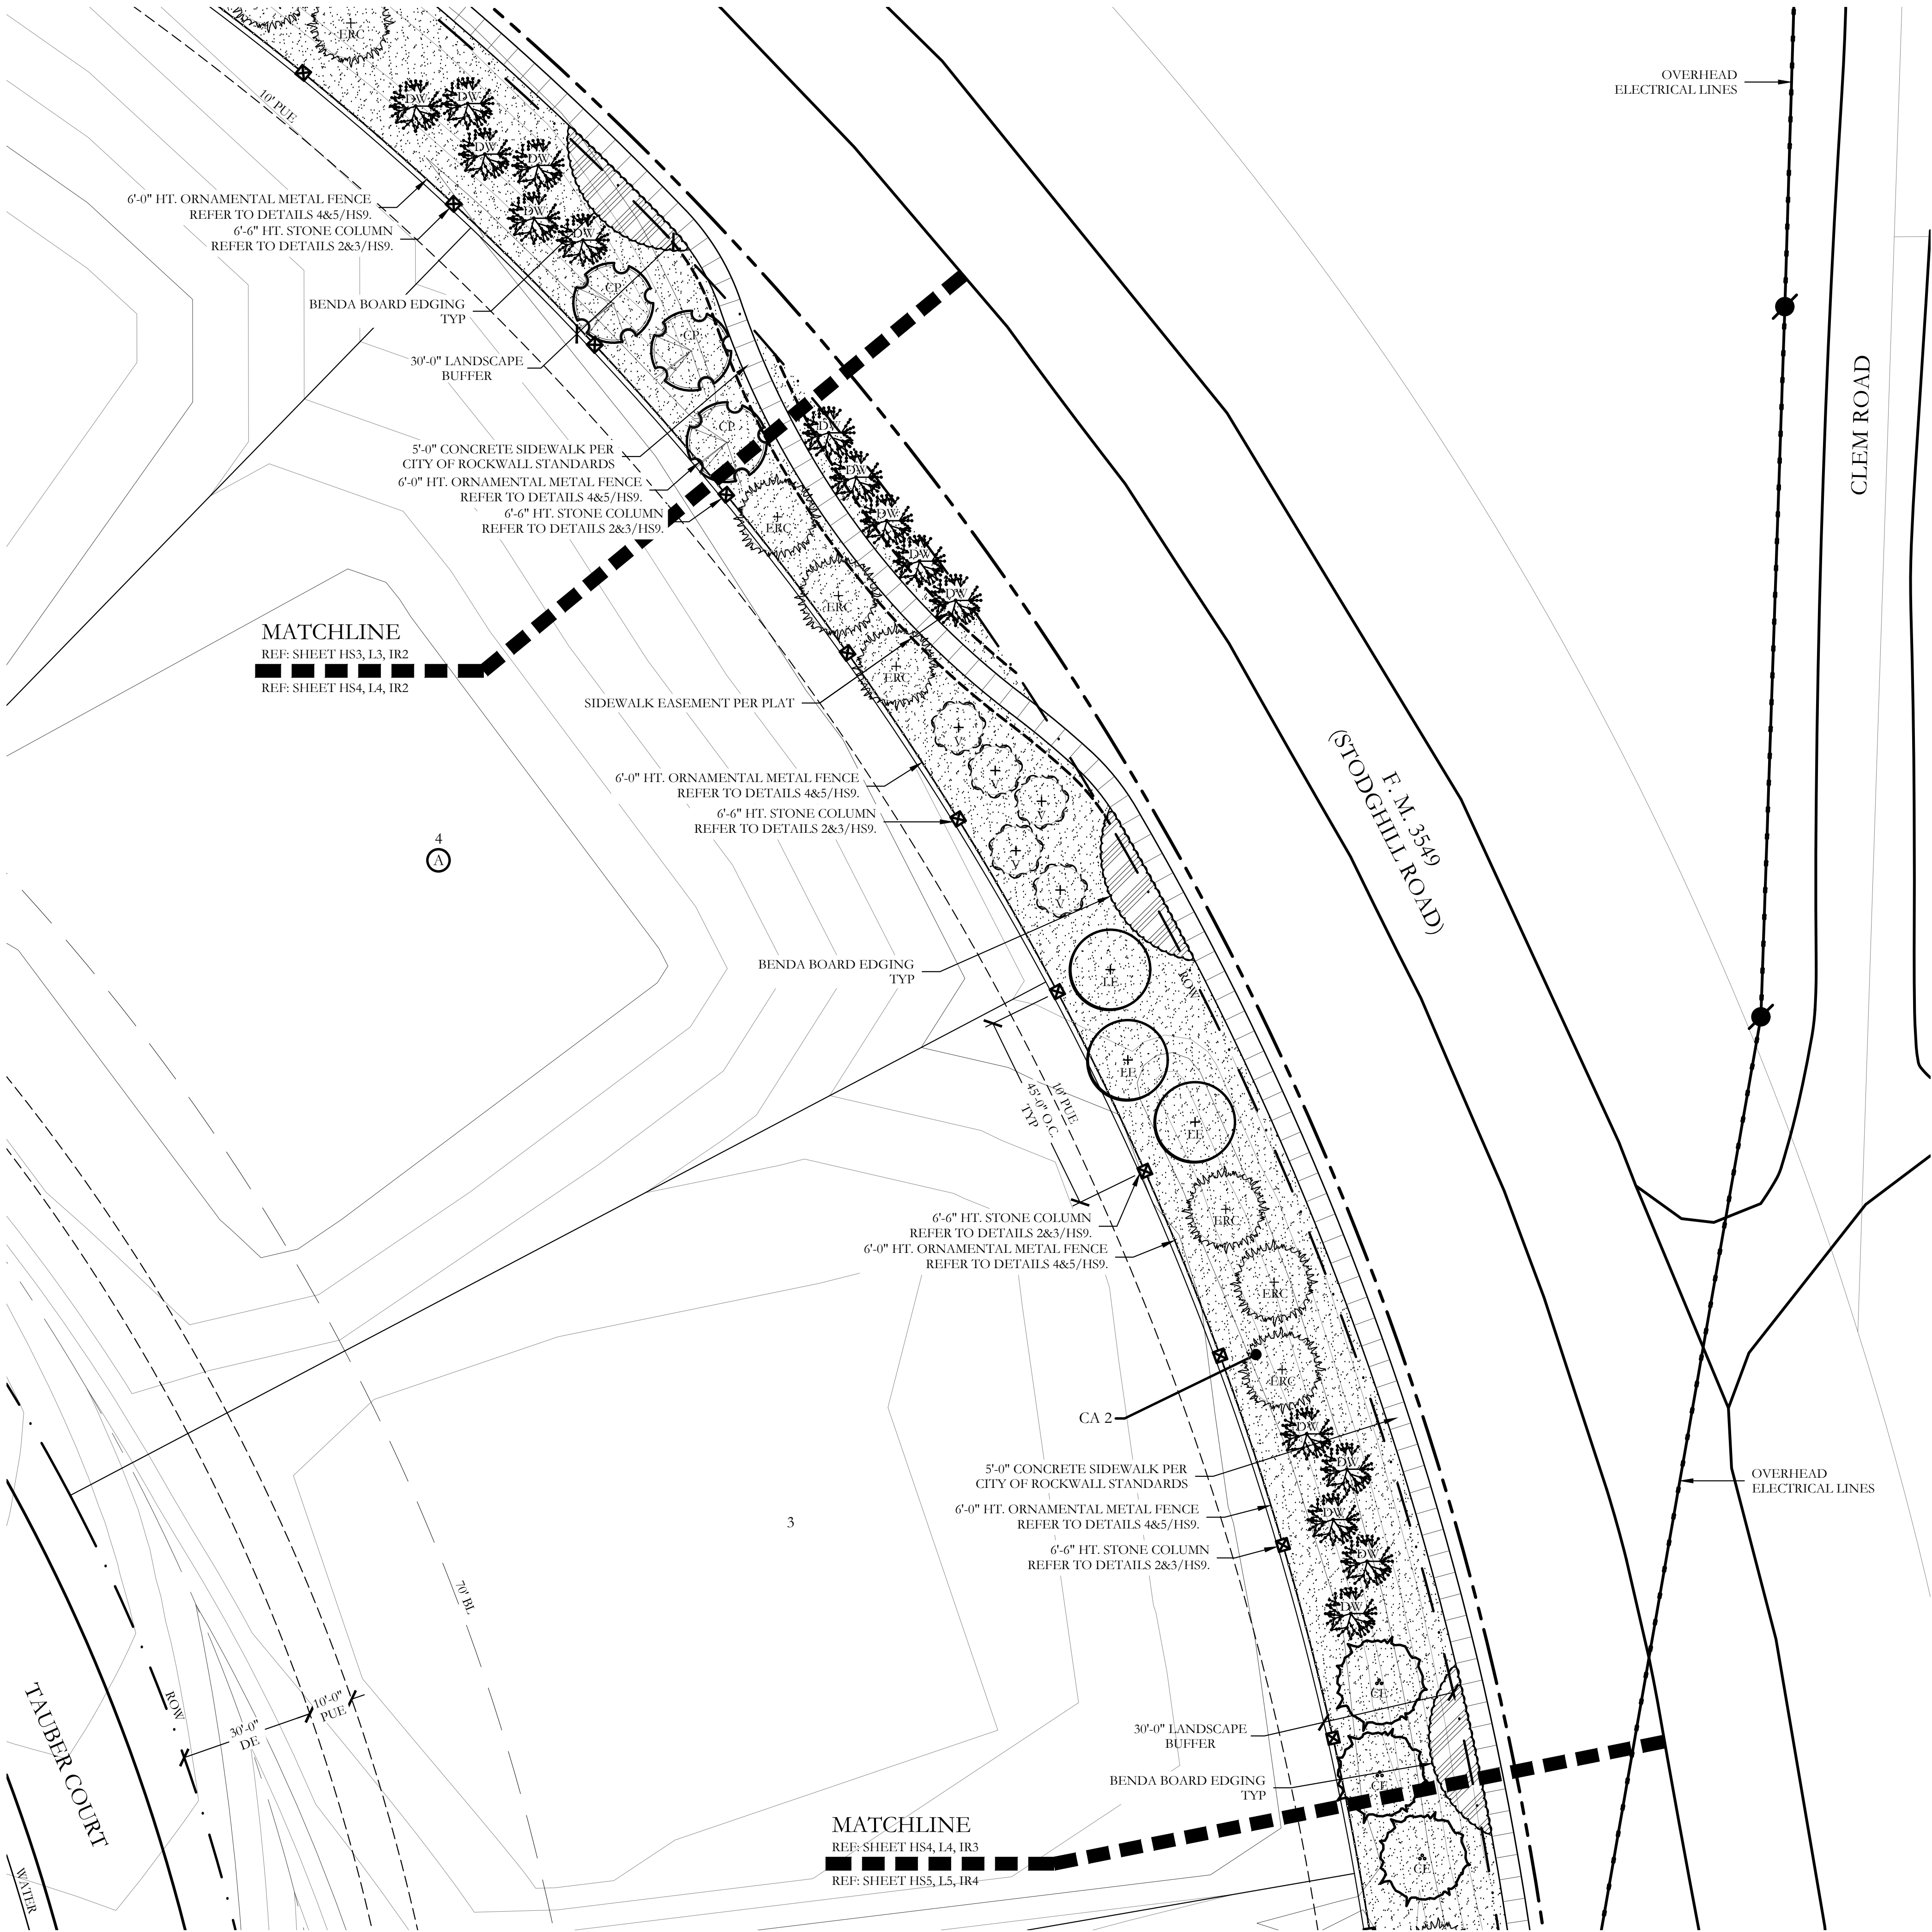 ERC
OVERHEAD
ELECTRICAL LINES
10' PUE
DW
DW
DW
DW
DW
DW
6'-0" HT. ORNAMENTAL METAL FENCE
REFER TO DETAILS 4&5/HS9.
6'-6" HT. STONE COLUMN
REFER TO DETAILS 2&3/HS9.
BENDA BOARD EDGING
TYP
30'-0" LANDSCAPE
BUFFER
CP
CP
CP
5'-0" CONCRETE SIDEWALK PER
CITY OF ROCKWALL STANDARDS
6'-0" HT. ORNAMENTAL METAL FENCE
REFER TO DETAILS 4&5/HS9.
6'-6" HT. STONE COLUMN
REFER TO DETAILS 2&3/HS9.
CLEM ROAD
DW
DW
DW
DW
DW
ERC
ERC
ERC
MATCHLINE
REF: SHEET HS3, L3, IR2
REF: SHEET HS4, L4, IR2
SIDEWALK EASEMENT PER PLAT
V
V
V
V
V
6'-0" HT. ORNAMENTAL METAL FENCE
REFER TO DETAILS 4&5/HS9.
6'-6" HT. STONE COLUMN
REFER TO DETAILS 2&3/HS9.
F. M. 3549
(STODGHILL ROAD)
4
A
BENDA BOARD EDGING
TYP
LE
ROW
EE
EE
10' PUE
45'-0" O.C.
TYP
6'-6" HT. STONE COLUMN
REFER TO DETAILS 2&3/HS9.
6'-0" HT. ORNAMENTAL METAL FENCE
REFER TO DETAILS 4&5/HS9.
ERC
ERC
ERC
CA 2
DW
DW
DW
DW
DW
5'-0" CONCRETE SIDEWALK PER
CITY OF ROCKWALL STANDARDS
6'-0" HT. ORNAMENTAL METAL FENCE
REFER TO DETAILS 4&5/HS9.
6'-6" HT. STONE COLUMN
REFER TO DETAILS 2&3/HS9.
OVERHEAD
ELECTRICAL LINES
3
70' BL
TAUBER COURT
ROW
30'-0"
DE
10'-0"
PUE
WATER
CE
CE
CE
30'-0" LANDSCAPE
BUFFER
BENDA BOARD EDGING
TYP
MATCHLINE
REF: SHEET HS4, L4, IR3
REF: SHEET HS5, L5, IR4